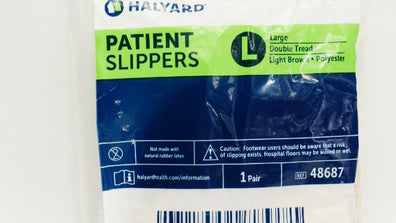 HALYARD
PATIENT
SLIPPERS
L
Large
Double Tread
Light Brown • Polyester
Not made with
natural rubber latex
Caution: Footwear users should be aware that a risk
of slipping exists. Hospital floors may be waxed or wet.
halyardhealth.com/information
1 Pair
REF 48687